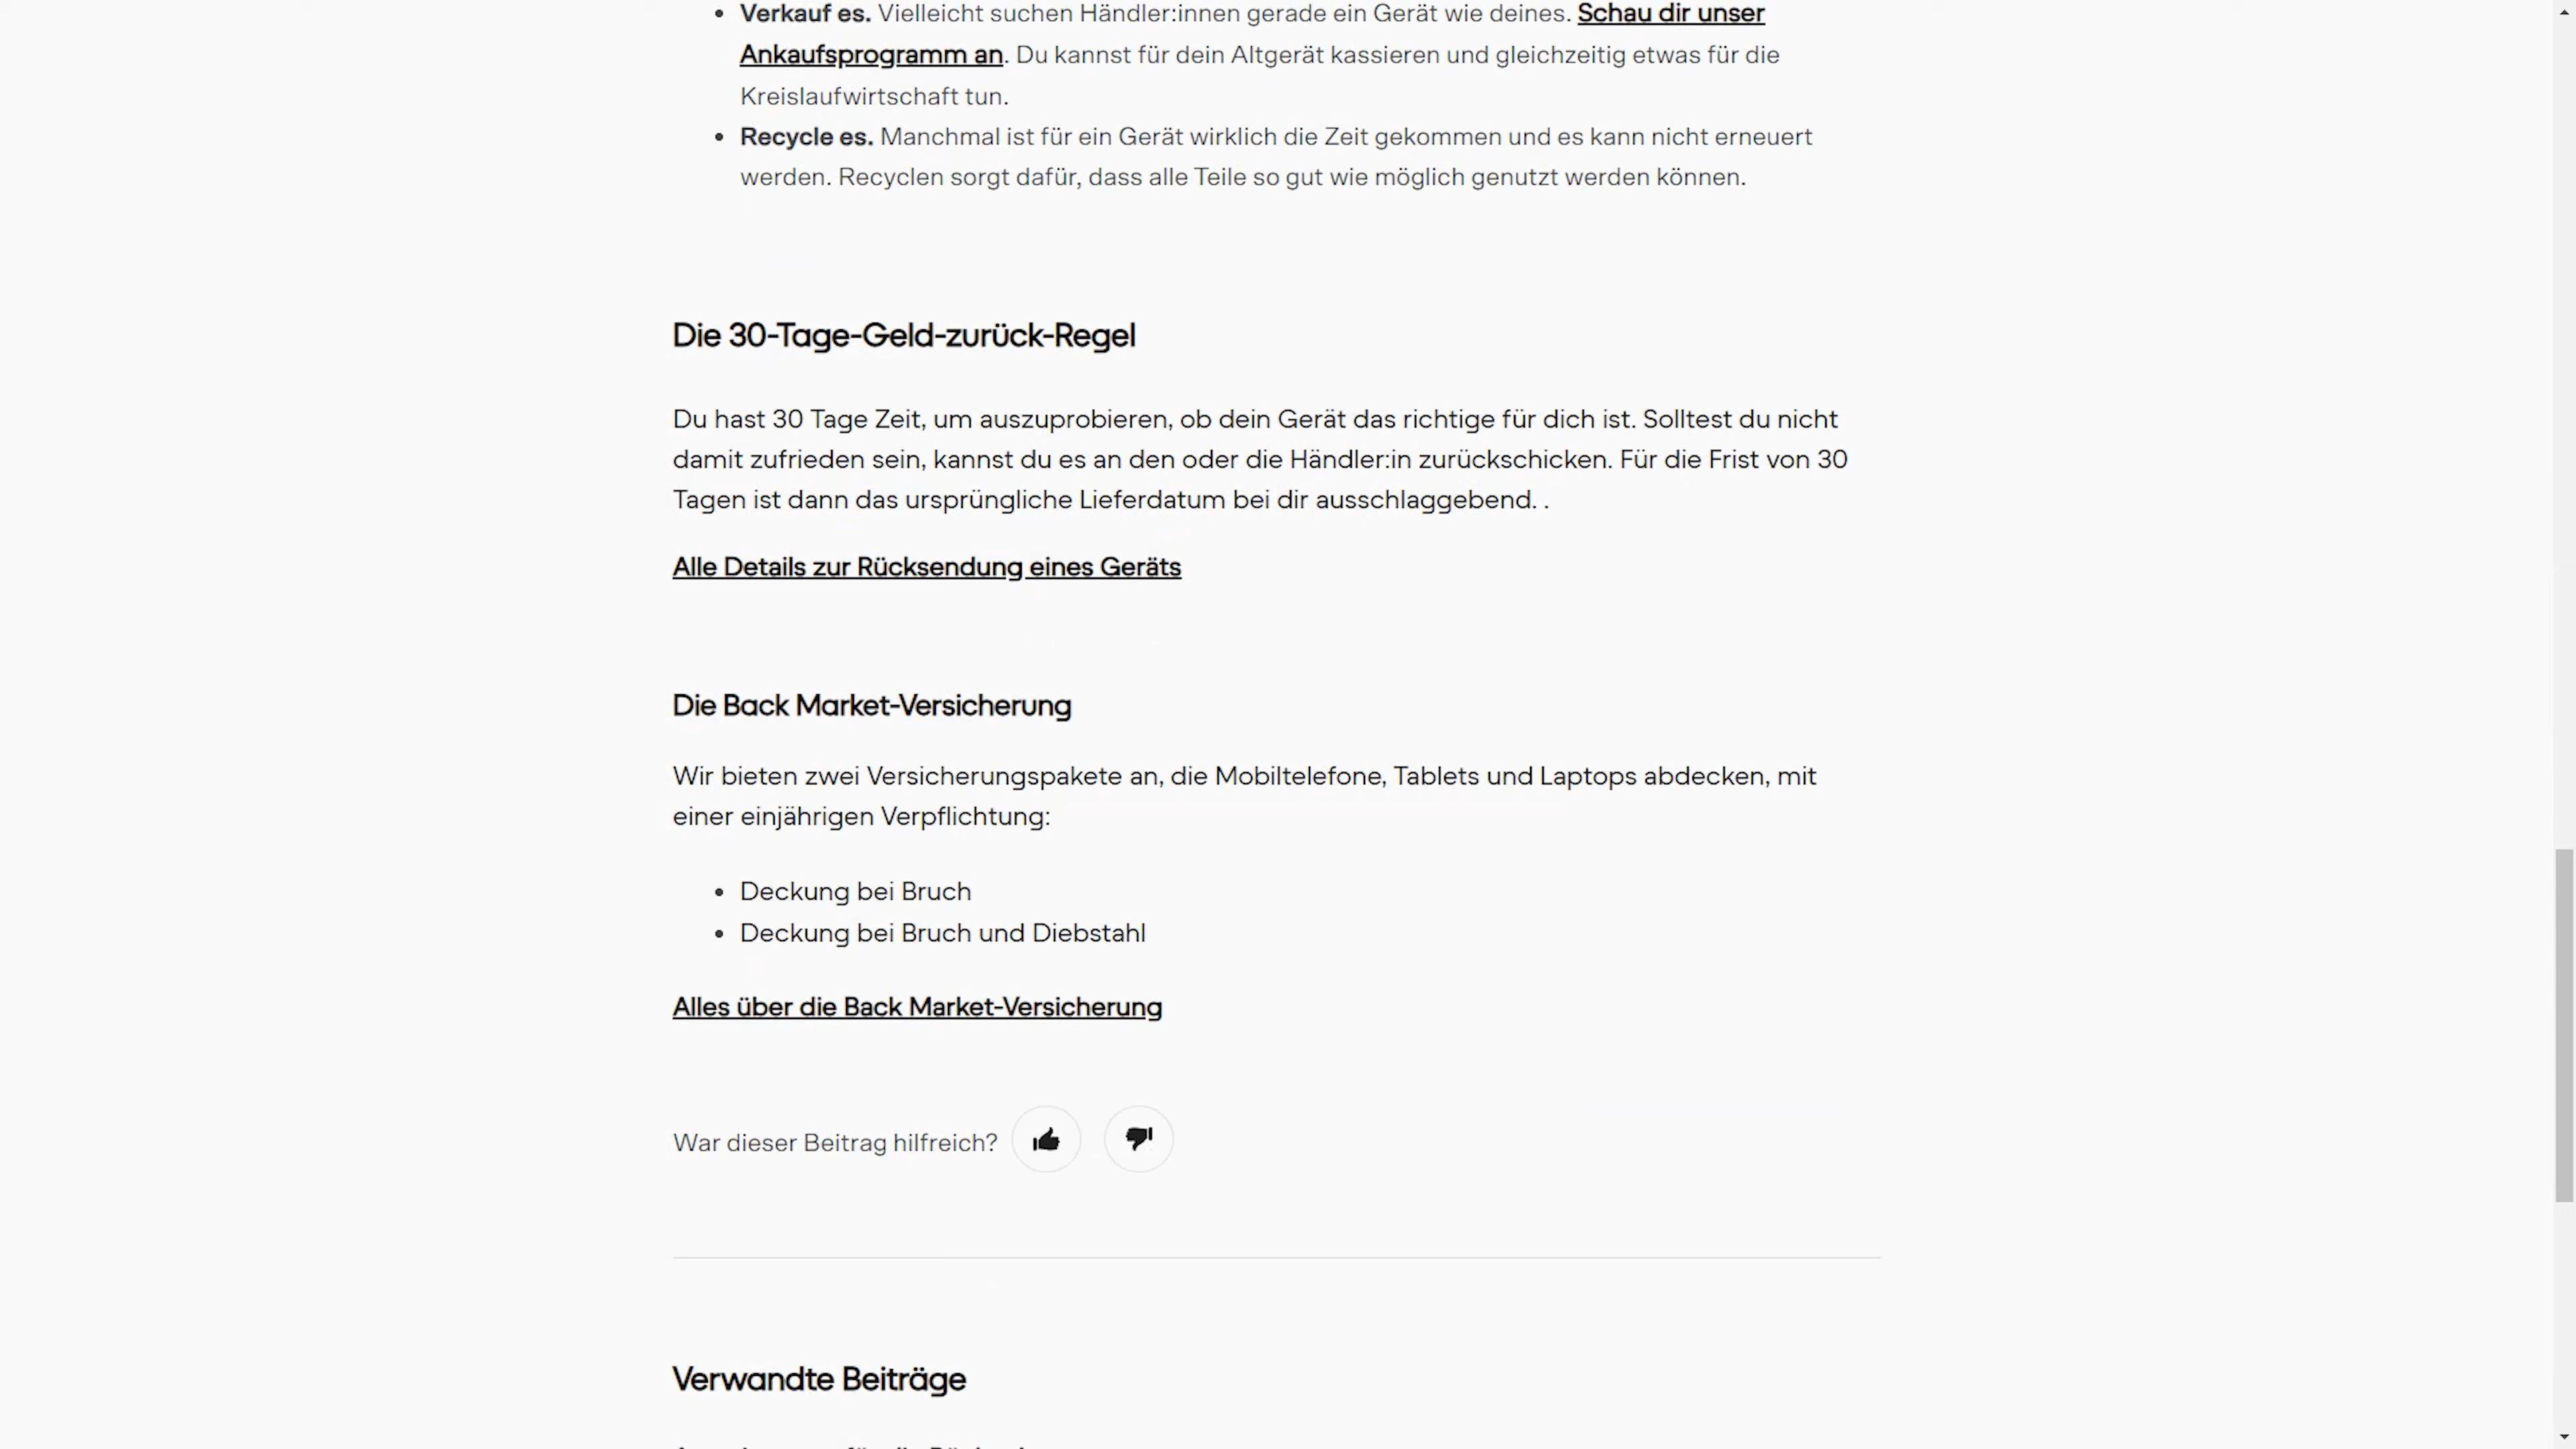 Verkauf es. Vielleicht suchen Händler:innen gerade ein Gerät wie deines. Schau dir unser
Ankaufsprogramm an. Du kannst für dein Altgerät kassieren und gleichzeitig etwas für die
Kreislaufwirtschaft tun.
Recycle es. Manchmal ist für ein Gerät wirklich die Zeit gekommen und es kann nicht erneuert
werden. Recyclen sorgt dafür, dass alle Teile so gut wie möglich genutzt werden können.
Die 30-Tage-Geld-zurück-Regel
Du hast 30 Tage Zeit, um auszuprobieren, ob dein Gerät das richtige für dich ist. Solltest du nicht
damit zufrieden sein, kannst du es an den oder die Händler:in zurückschicken. Für die Frist von 30
Tagen ist dann das ursprüngliche Lieferdatum bei dir ausschlaggebend. .
Alle Details zur Rücksendung eines Geräts
Die Back Market-Versicherung
Wir bieten zwei Versicherungspakete an, die Mobiltelefone, Tablets und Laptops abdecken, mit
einer einjährigen Verpflichtung:
Deckung bei Bruch
Deckung bei Bruch und Diebstahl
Alles über die Back Market-Versicherung
War dieser Beitrag hilfreich?
Verwandte Beiträge